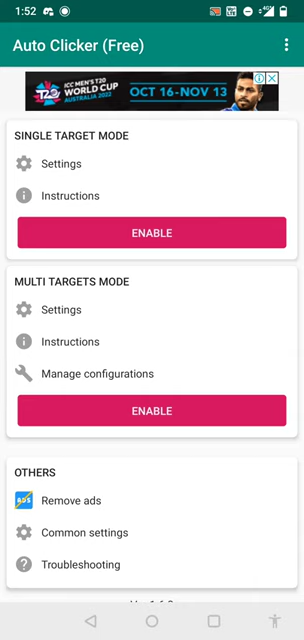 1:52
Auto Clicker (Free)
ICC MEN'S T20
WORLD CUP
AUSTRALIA 2022
OCT 16-NOV 13
SINGLE TARGET MODE
Settings
Instructions
ENABLE
MULTI TARGETS MODE
Settings
Instructions
Manage configurations
ENABLE
OTHERS
ADS
Remove ads
Common settings
Troubleshooting